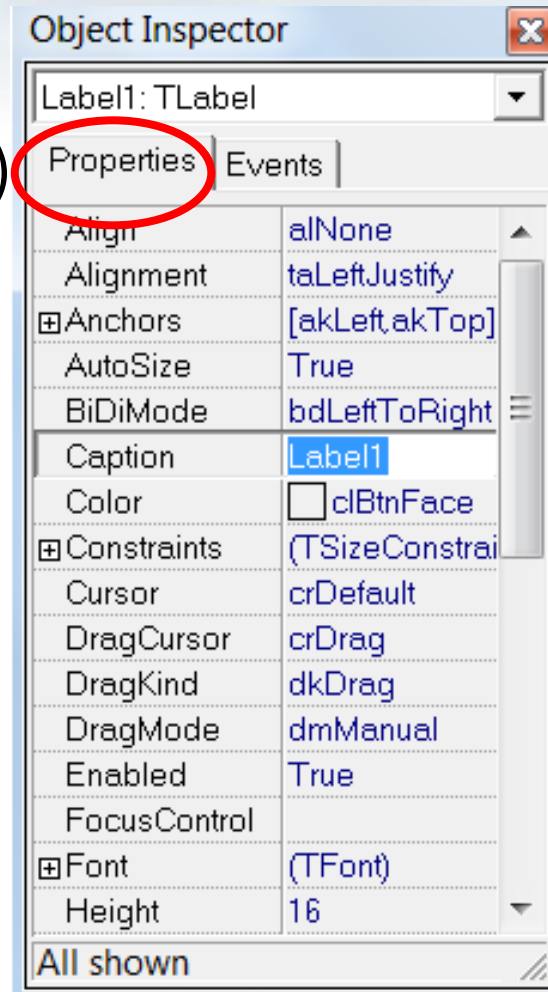 Object Inspector
Label1: TLabel
Properties Events
)
Align alNone
Alignment taLeftJustify
Anchors [akLeft,akTop]
AutoSize True
BiDiMode bdLeftToRight
Caption Label1
Color clBtnFace
Constraints (TSizeConstrai
Cursor crDefault
DragCursor crDrag
DragKind dkDrag
DragMode dmManual
Enabled True
FocusControl
Font (TFont)
Height 16
All shown